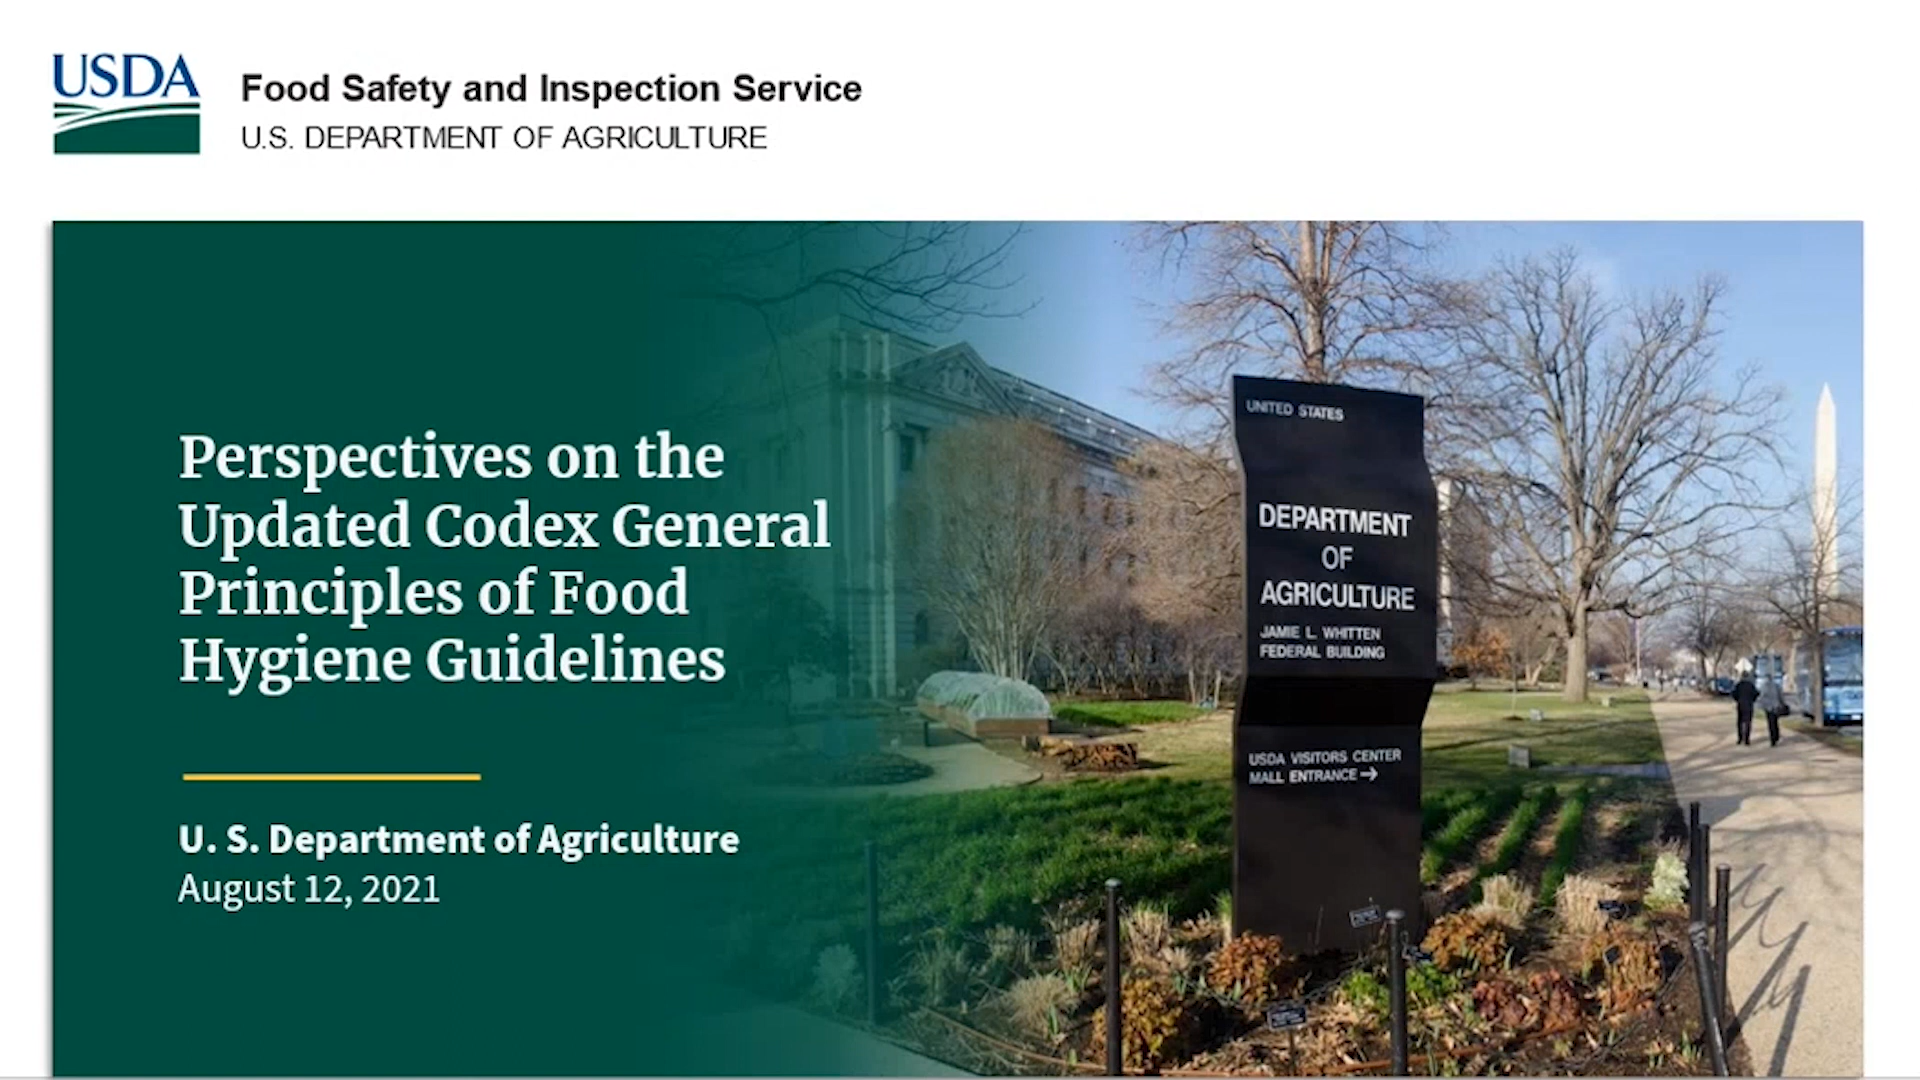 USDA
Food Safety and Inspection Service
U.S. DEPARTMENT OF AGRICULTURE
Perspectives on the
Updated Codex General
Principles of Food
Hygiene Guidelines
U. S. Department of Agriculture
August 12, 2021
UNITED STATES
DEPARTMENT
OF
AGRICULTURE
JAMIE L. WHITTEN
FEDERAL BUILDING
USDA VISITORS CENTER
MALL ENTRANCE →